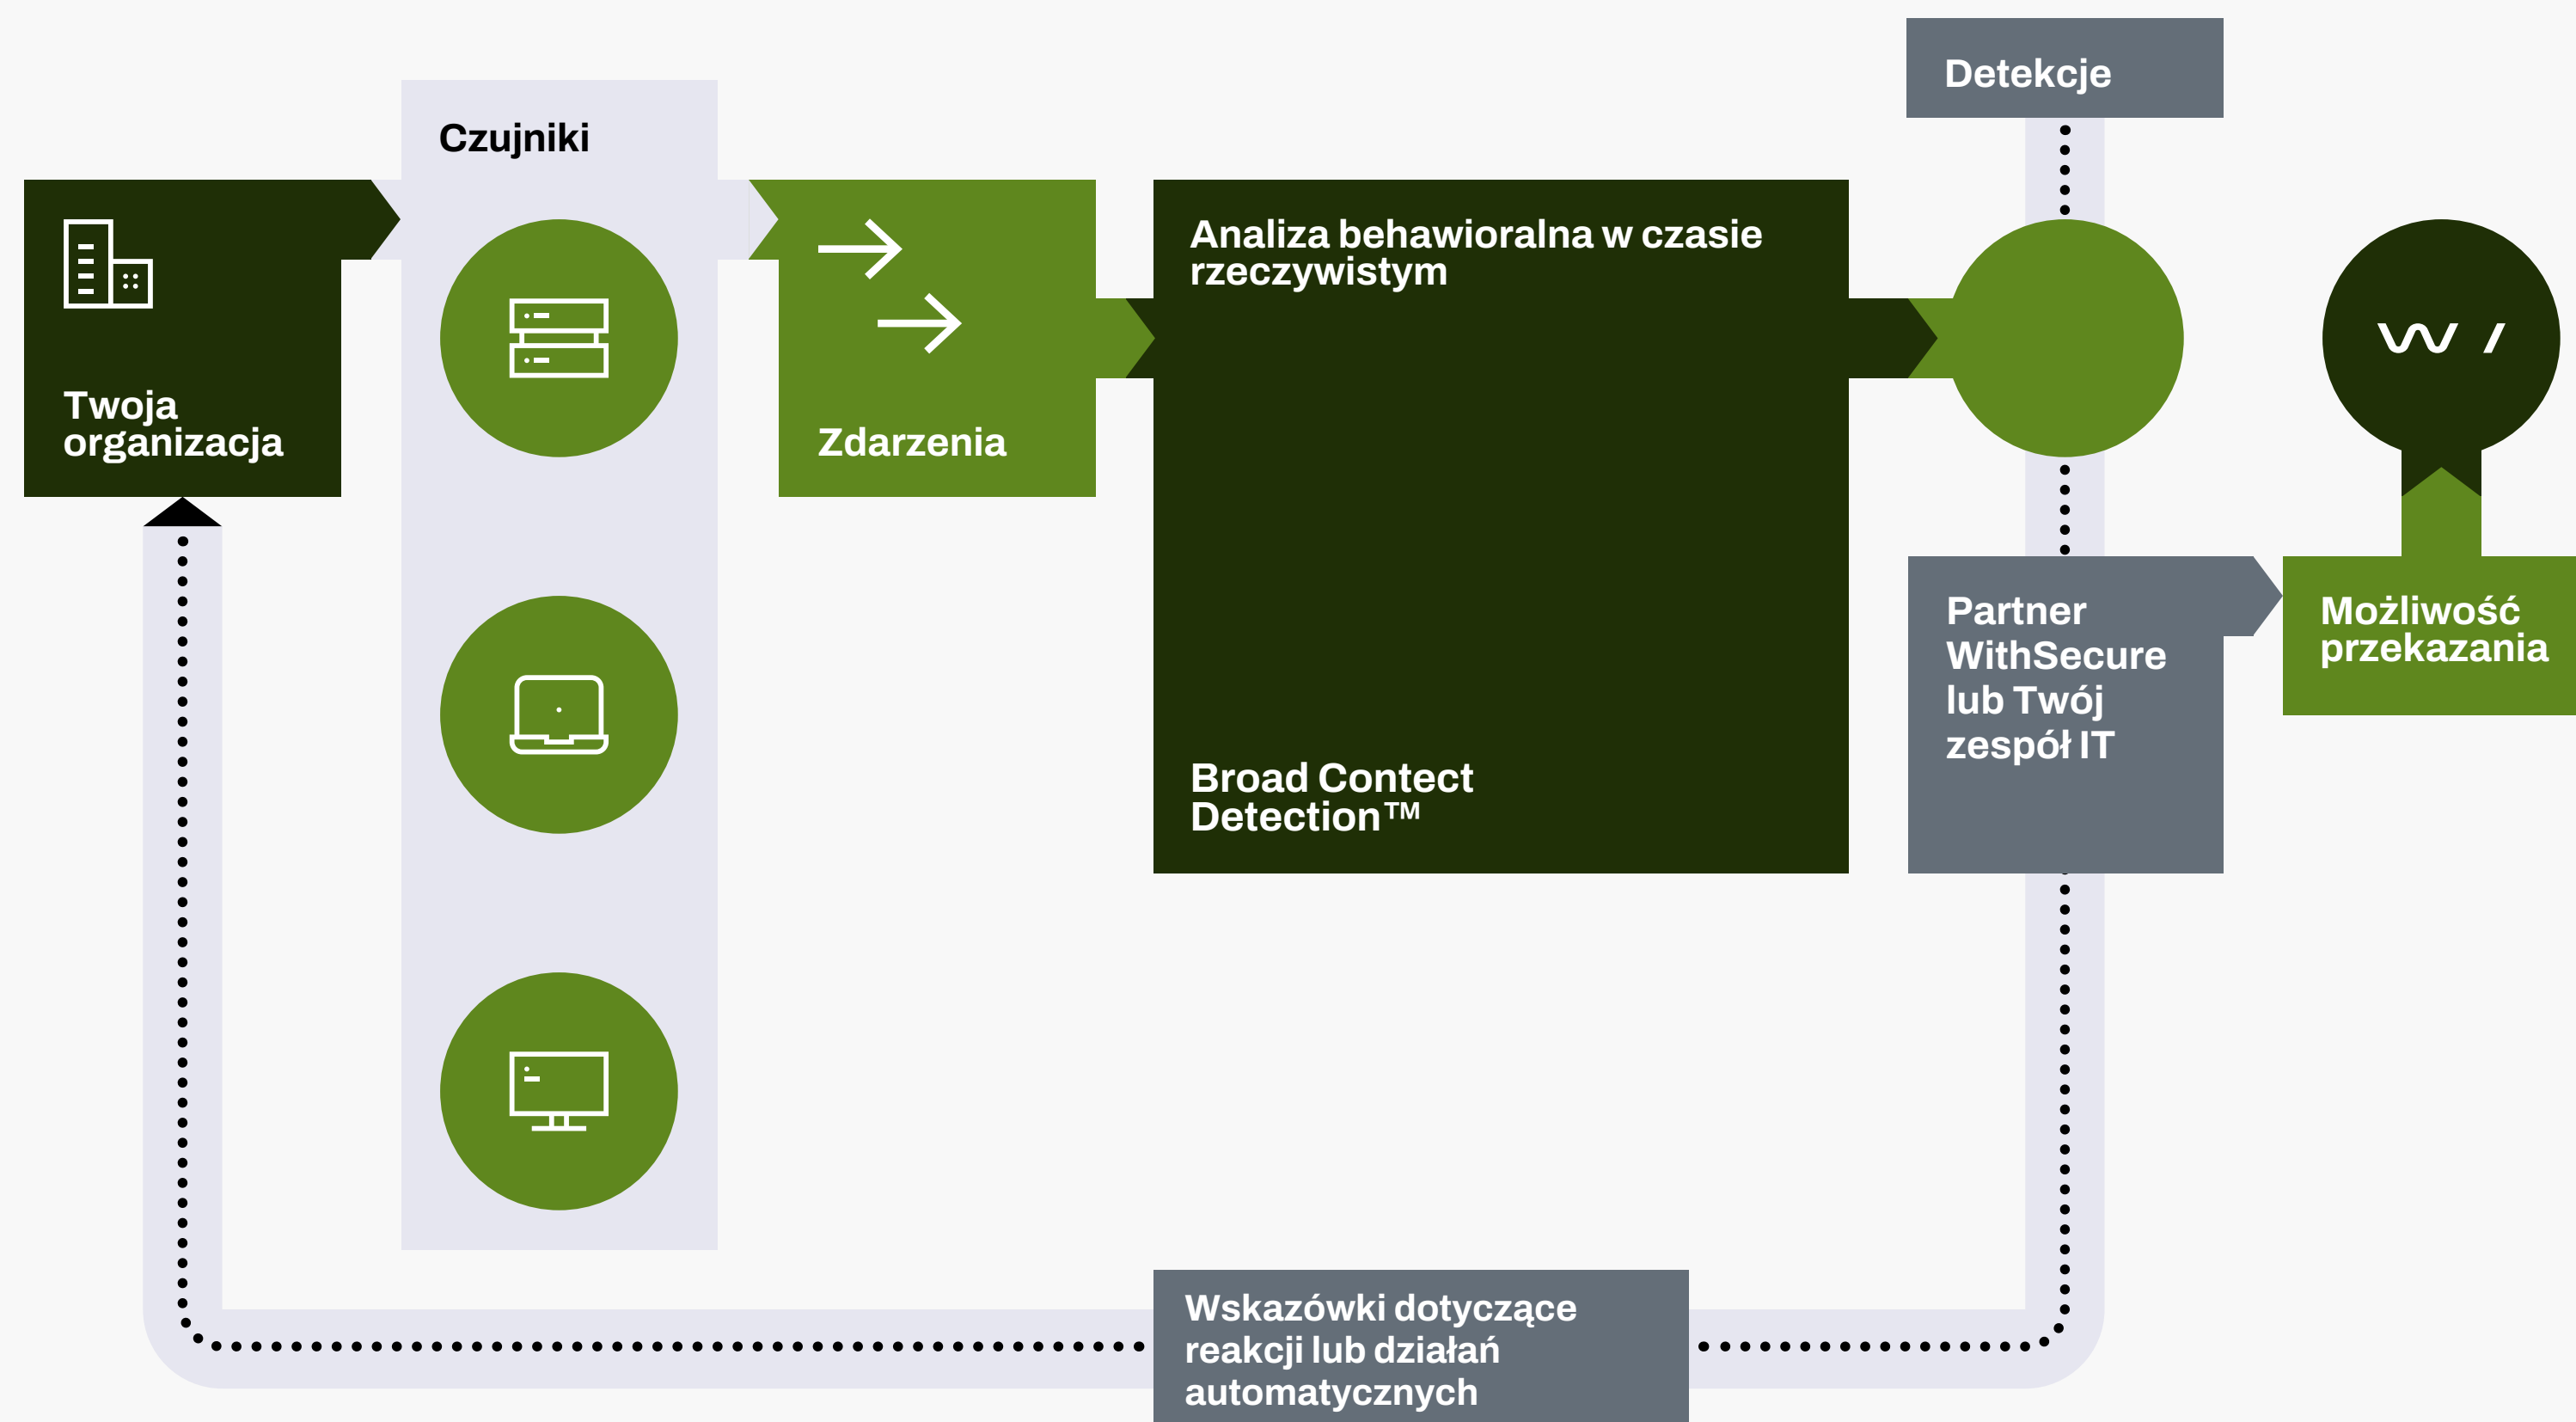 Detekcje
Czujniki
Twoja
organizacja
Zdarzenia
Analiza behawioralna w czasie
rzeczywistym
Broad Contect
Detection™
Partner
WithSecure
lub Twój
zespół IT
Możliwość
przekazania
Wskazówki dotyczące
reakcji lub działań
automatycznych